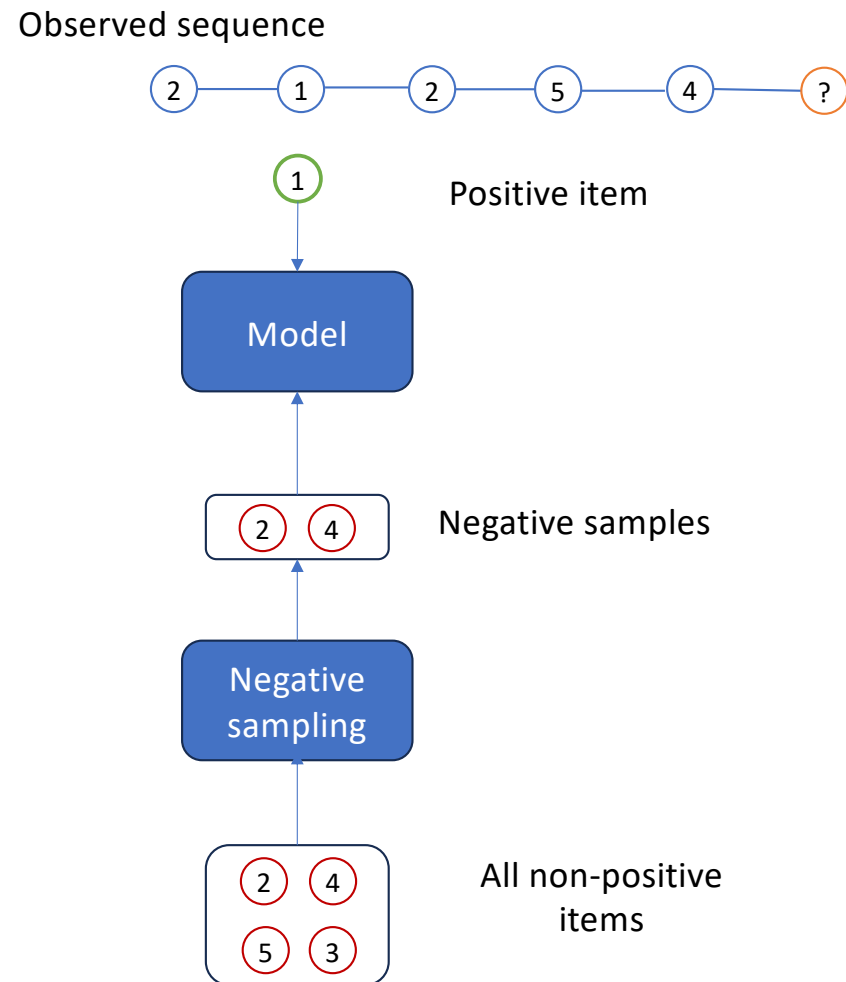 Observed sequence
2 1 2 5 4 ?
1
Positive item
Model
2 4
Negative samples
Negative
sampling
2 4
5 3
All non-positive
items